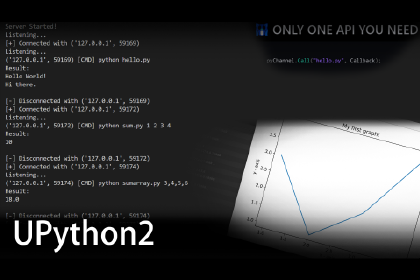 Server Started!
Listening...
[+] Connected with ('127.0.0.1', 59169)
Listening...
('127.0.0.1', 59169) [CMD] python hello.py
Result:
Hello World!
Hi there.
[-] Disconnected with ('127.0.0.1', 59169)
[+] Connected with ('127.0.0.1', 59172)
Listening...
('127.0.0.1', 59172) [CMD] python sum.py 1 2 3 4
Result:
10
[-] Disconnected with ('127.0.0.1', 59172)
[+] Connected with ('127.0.0.1', 59174)
Listening...
('127.0.0.1', 59174) [CMD] python sumarray.py 3,4,5,6
Result:
18.0
[-] Disconnected with ('127.0.0.1', 59174)
ONLY ONE API YOU NEED
Call("hello.py", Callback);
My first graph!
y axis
UPython2